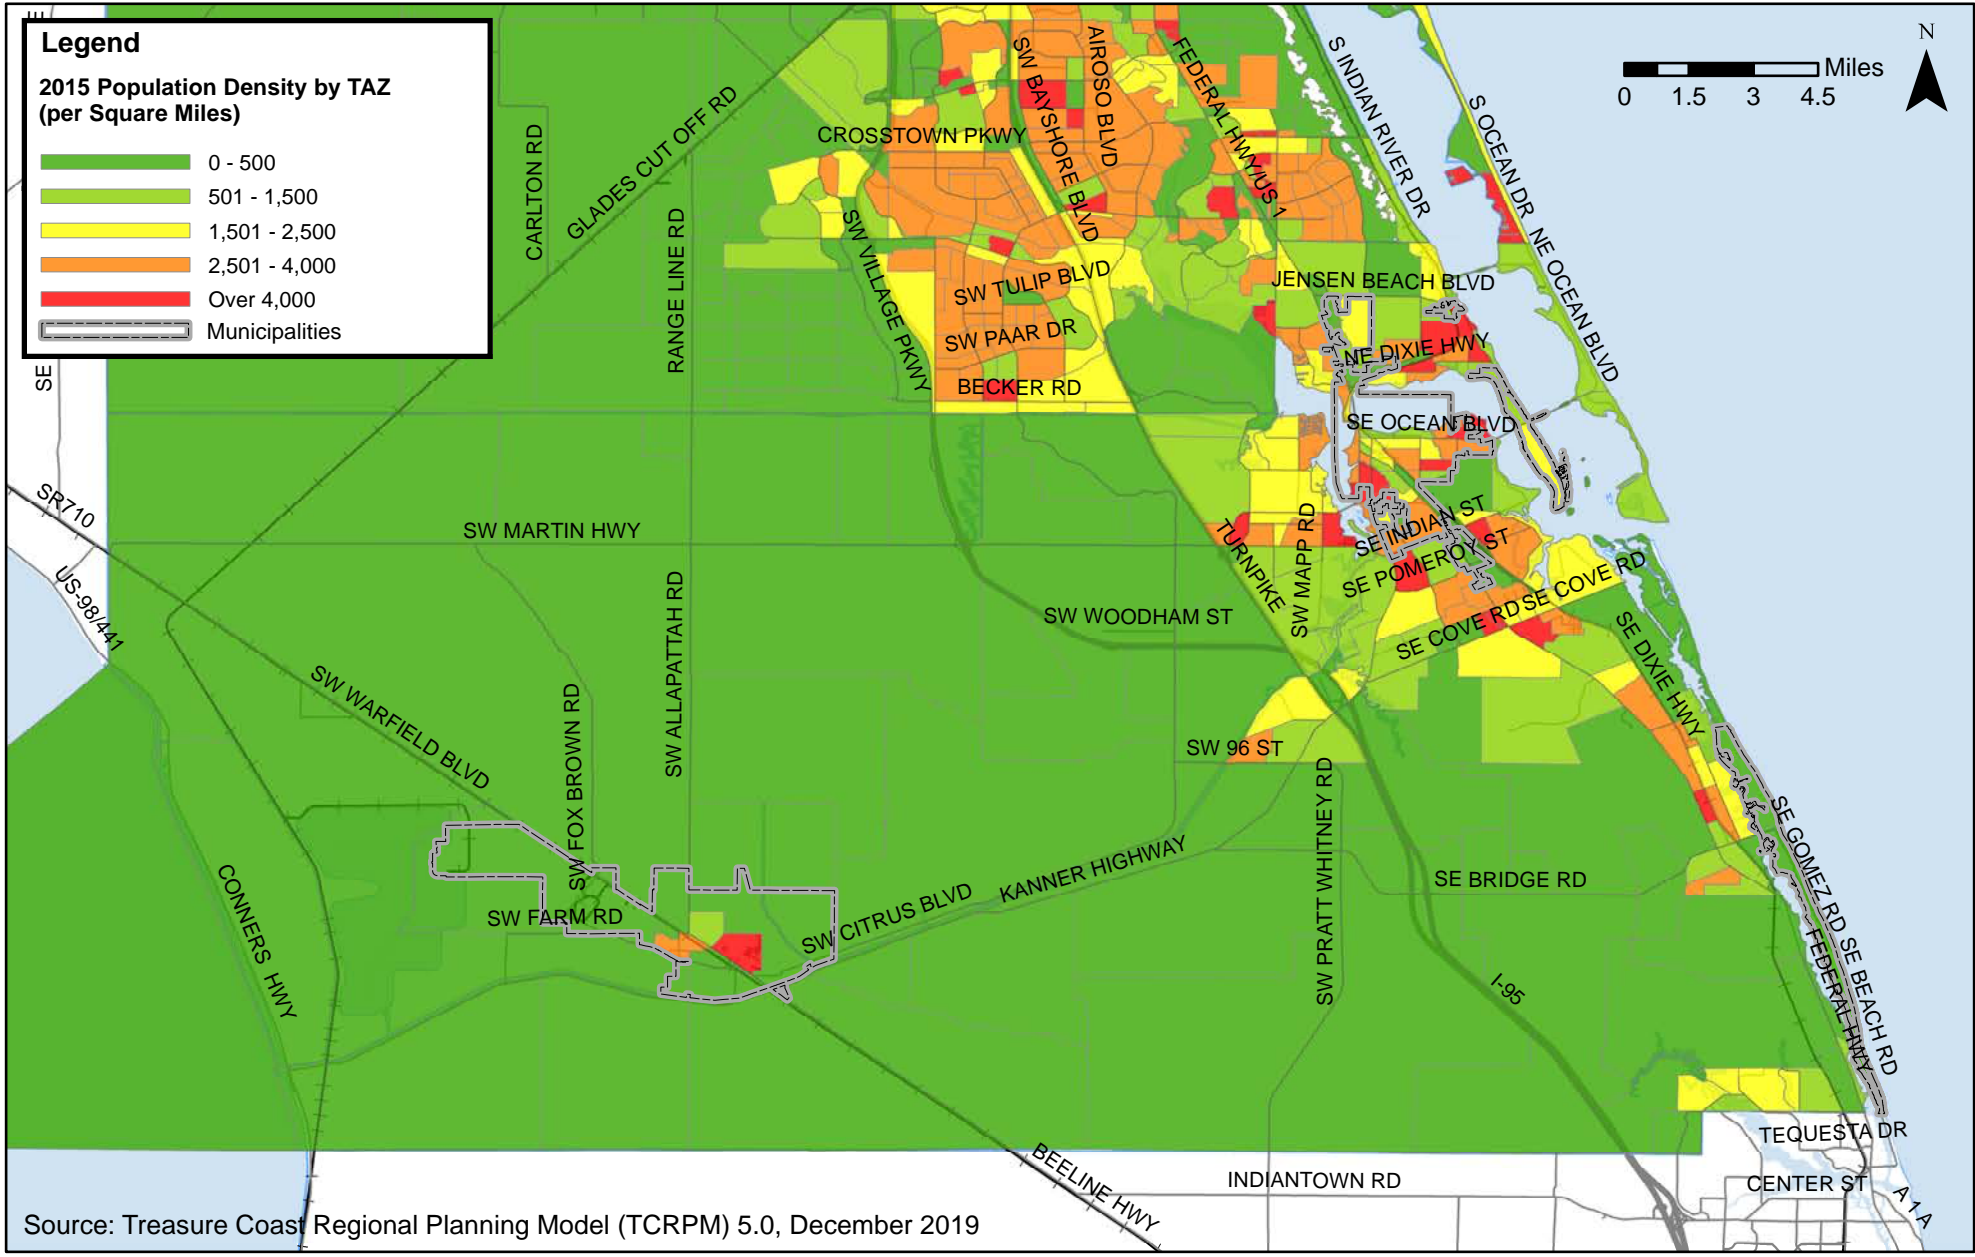 E
Legend
2015 Population Density by TAZ
(per Square Miles)
0 - 500
501 - 1,500
1,501 - 2,500
2,501 - 4,000
Over 4,000
Municipalities
SE
N
Miles
0 1.5 3 4.5
CARLTON RD
GLADES CUT OFF RD
RANGE LINE RD
CROSSTOWN PKWY
SW BAYSHORE BLVD
AIROSO BLVD
FEDERAL HWY/US 1
S INDIAN RIVER DR
S OCEAN DR
NE OCEAN BLVD
SW VILLAGE PKWY
SW TULIP BLVD
SW PAAR DR
BECKER RD
JENSEN BEACH BLVD
NE DIXIE HWY
SE OCEAN BLVD
SR710
US-98/441
SW MARTIN HWY
SW ALLAPATTAH RD
SW WOODHAM ST
TURNPIKE
SW MAPP RD
SE INDIAN ST
SE POMEROY ST
SE COVE RD
SE COVE RD
SE DIXIE HWY
SW WARFIELD BLVD
SW FOX BROWN RD
SW 96 ST
SW PRATT WHITNEY RD
CONNERS HWY
SW FARM RD
SW CITRUS BLVD
KANNER HIGHWAY
SE BRIDGE RD
SE GOMEZ RD
SE BEACH RD
FEDERAL HWY
I-95
BEELINE HWY
INDIANTOWN RD
TEQUESTA DR
CENTER ST
A 1 A
Source: Treasure Coast Regional Planning Model (TCRPM) 5.0, December 2019